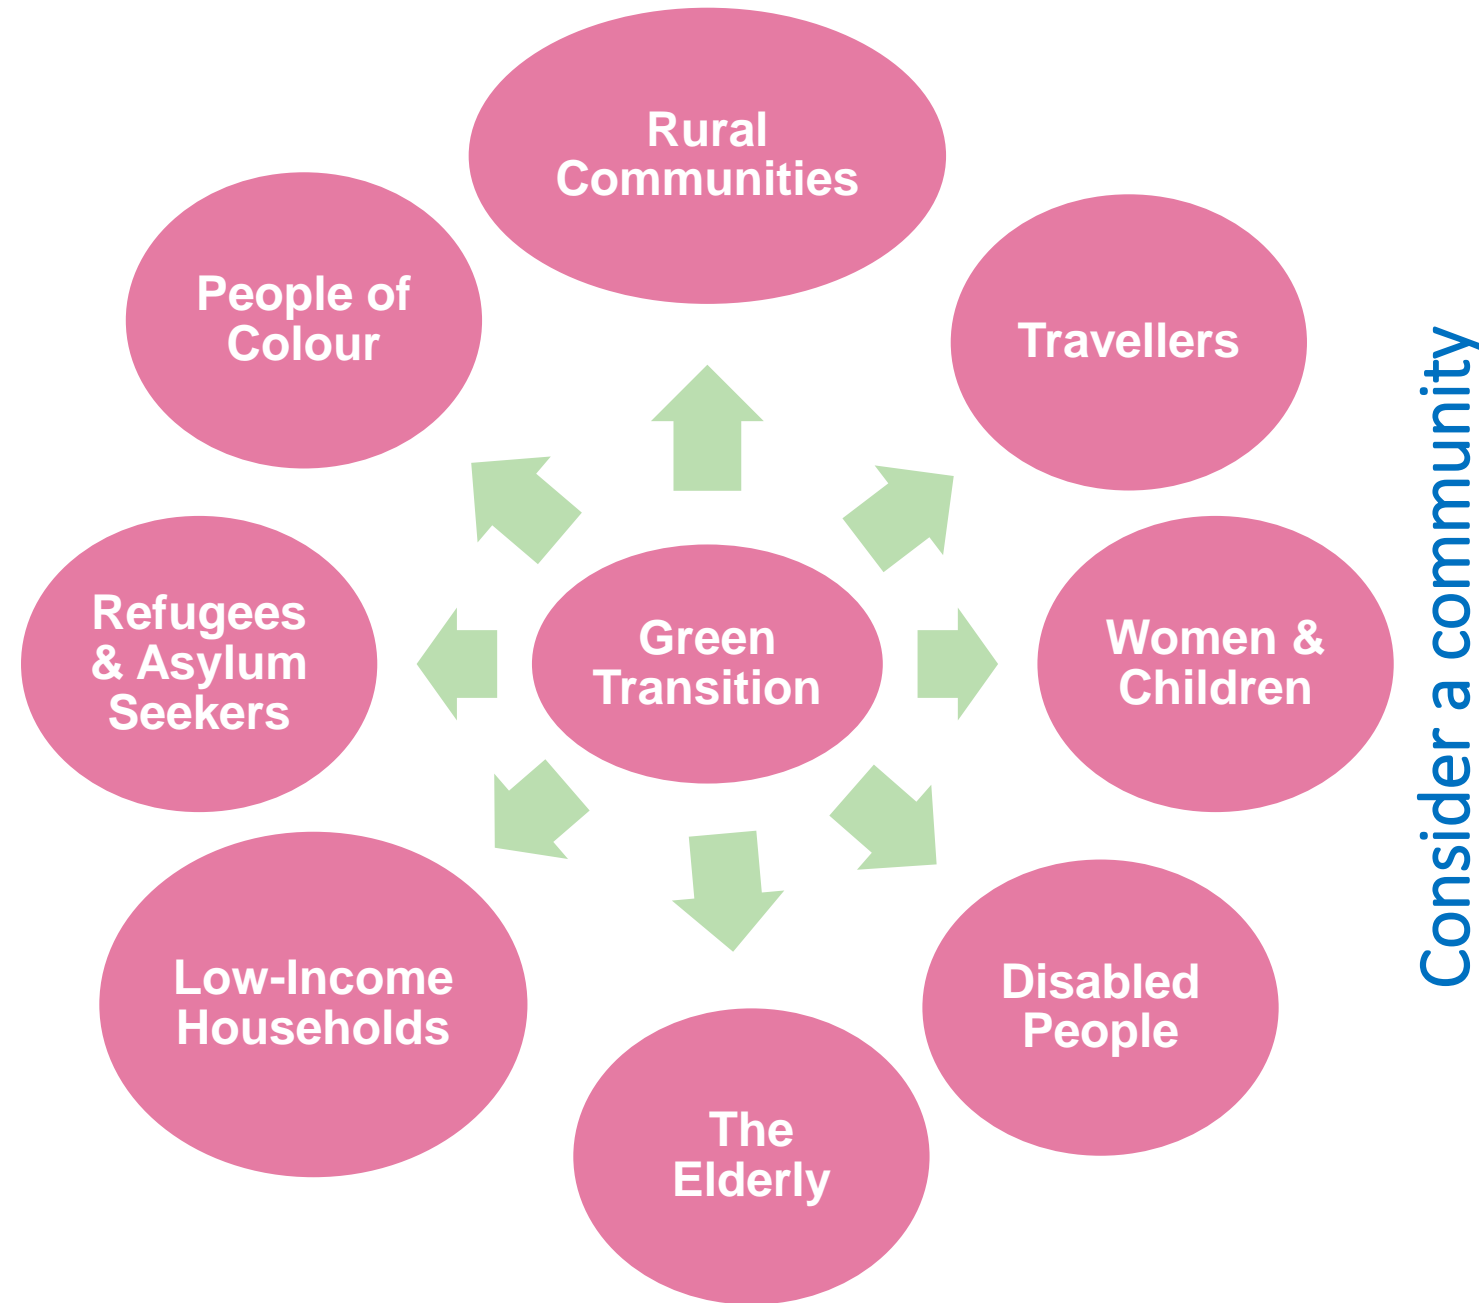 Rural
Communities
People of
Colour
Travellers
Refugees
& Asylum
Seekers
Green
Transition
Women &
Children
Low-Income
Households
Disabled
People
The
Elderly
Consider a community